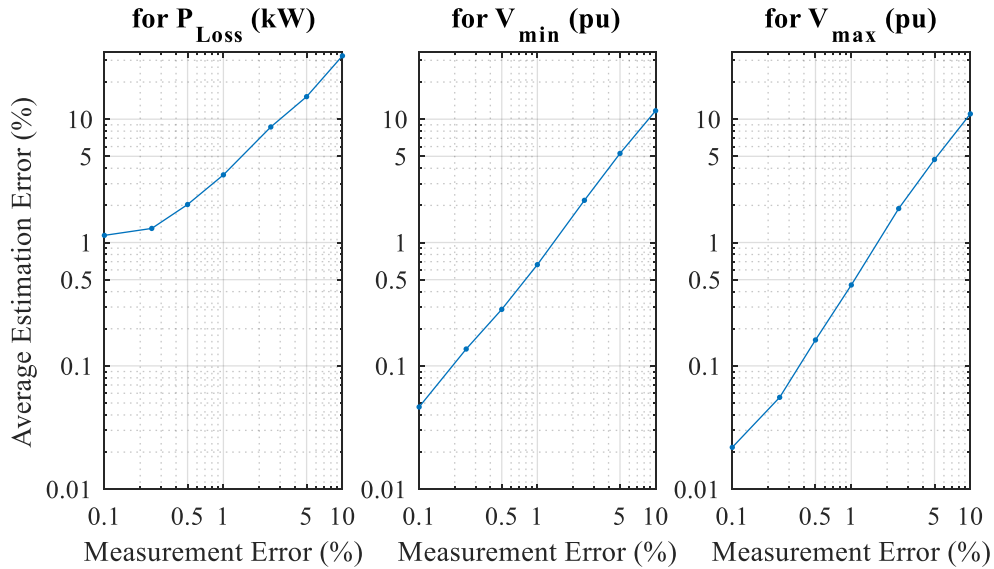 for P_Loss (kW)
for V_min (pu)
for V_max (pu)
Average Estimation Error (%)
10
5
1
0.5
0.1
0.01
10
5
1
0.5
0.1
0.01
10
5
1
0.5
0.1
0.01
0.1 0.5 1 5 10
0.1 0.5 1 5 10
0.1 0.5 1 5 10
Measurement Error (%)
Measurement Error (%)
Measurement Error (%)